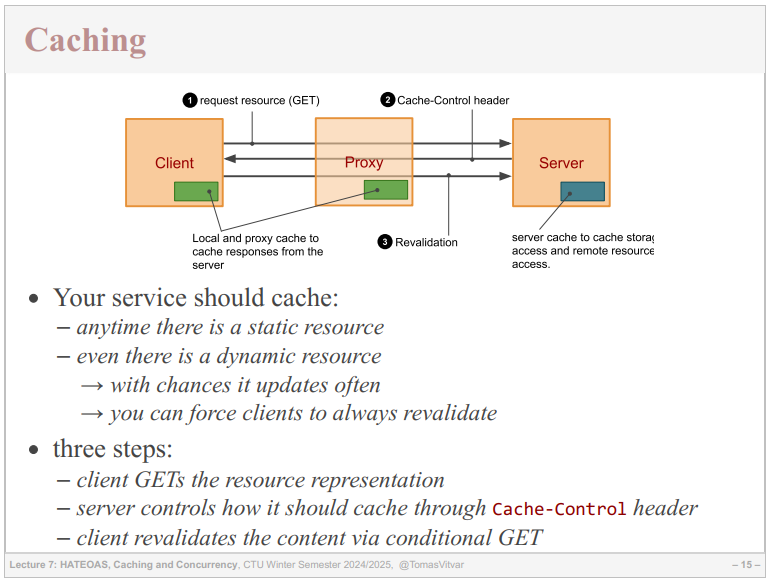 Caching
1 request resource (GET)
2 Cache-Control header
Client
Proxy
Server
Local and proxy cache to
cache responses from the
server
3 Revalidation
server cache to cache
access and remote resource
access.
• Your service should cache:
– anytime there is a static resource
– even there is a dynamic resource
→ with chances it updates often
→ you can force clients to always revalidate
• three steps:
– client GETs the resource representation
– server controls how it should cache through Cache-Control header
– client revalidates the content via conditional GET
Lecture 7: HATEOAS, Caching and Concurrency, CTU Winter Semester 2024/2025, @TomasVitvar
– 15 –